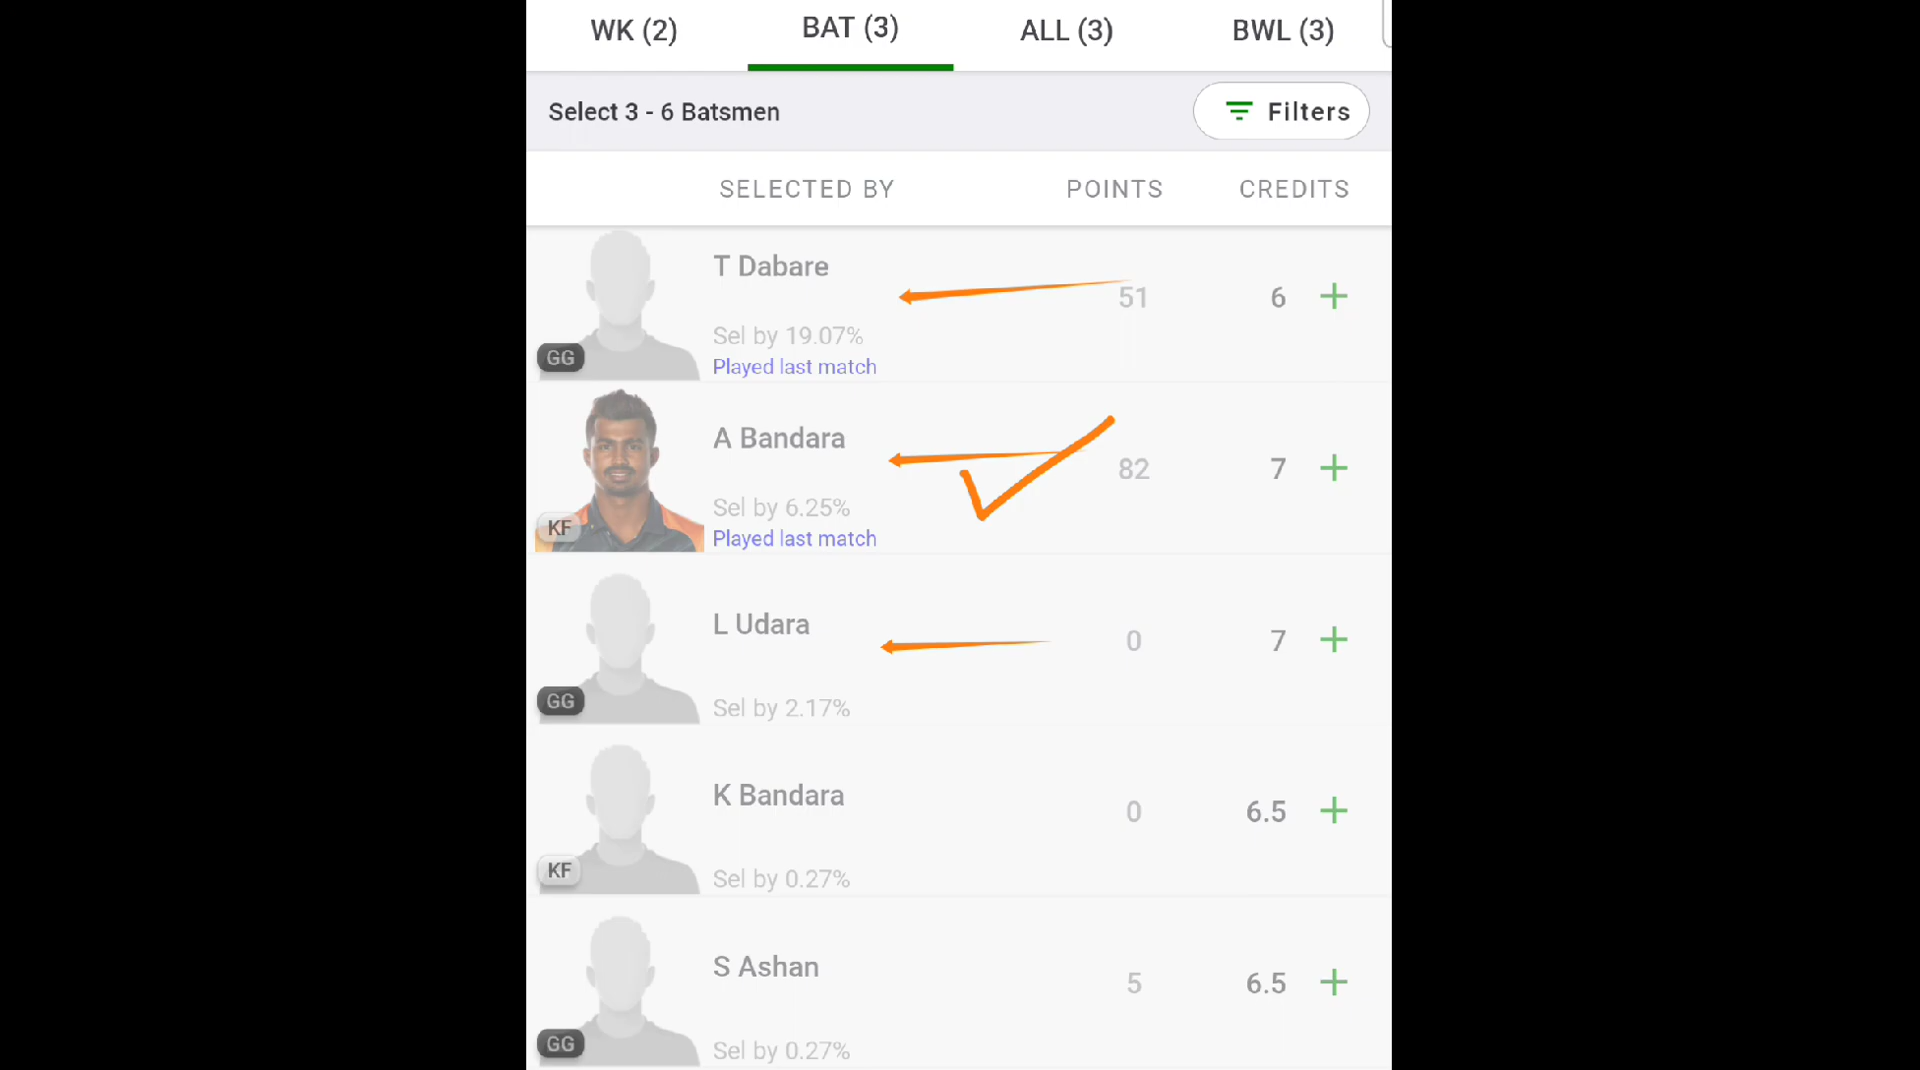 WK (2) BAT (3) ALL (3) BWL (3)
Select 3 - 6 Batsmen Filters
SELECTED BY POINTS CREDITS
T Dabare
51 6 +
Sel by 19.07%
GG
Played last match
A Bandara
82 7 +
Sel by 6.25%
KF
Played last match
L Udara
0 7 +
GG
Sel by 2.17%
K Bandara
0 6.5 +
KF
Sel by 0.27%
S Ashan
5 6.5 +
GG
Sel by 0.27%